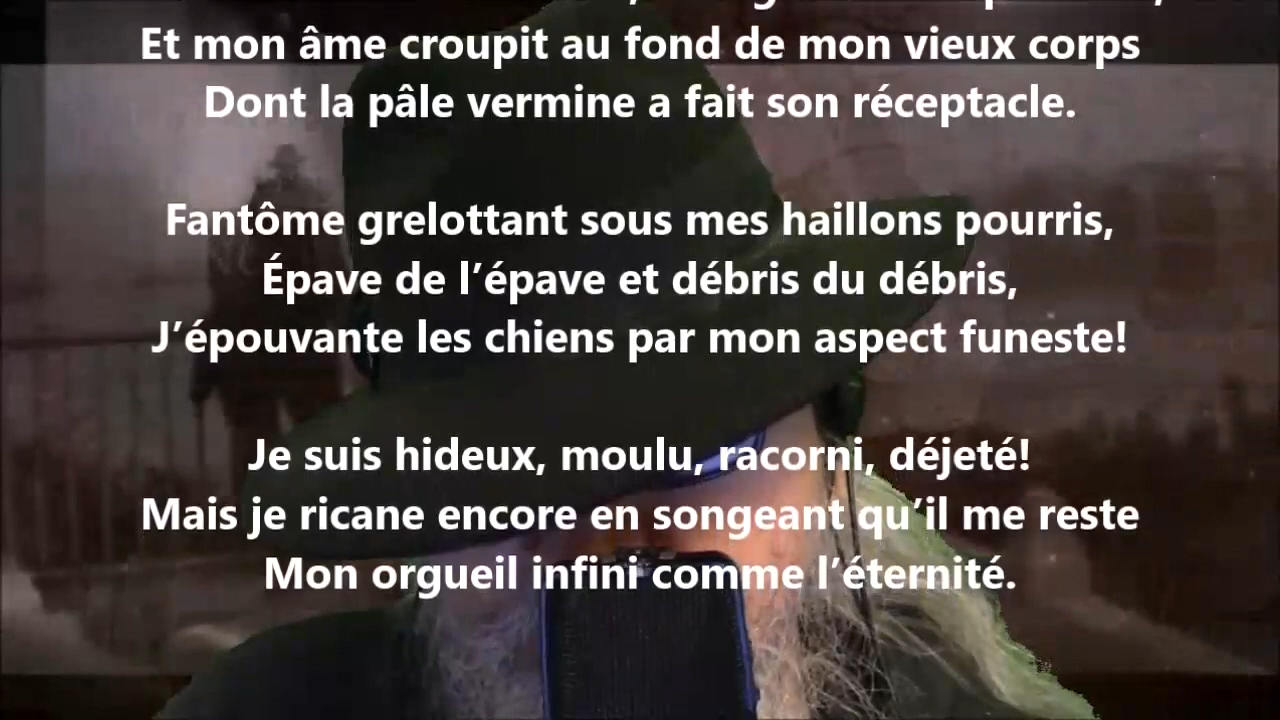 Et mon âme croupit au fond de mon vieux corps
Dont la pâle vermine a fait son réceptacle.
Fantôme grelottant sous mes haillons pourris,
Épave de l’épave et débris du débris,
J’épouvante les chiens par mon aspect funeste!
Je suis hideux, moulu, racorni, déjeté!
Mais je ricane encore en songeant qu’il me reste
Mon orgueil infini comme l’éternité.